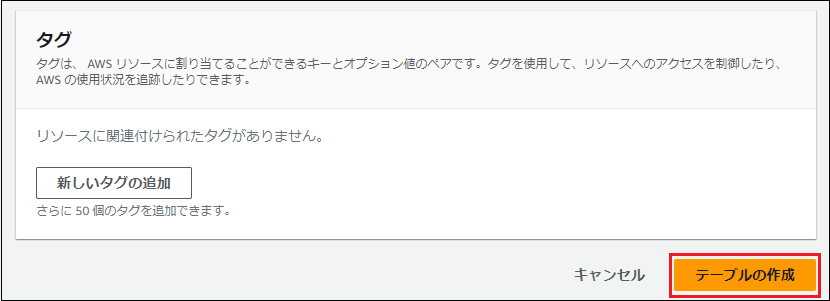 タグ
タグは、 AWS リソースに割り当てることができるキーとオプション値のペアです。タグを使用して、リソースへのアクセスを制御したり、
AWS の使用状況を追跡したりできます。
リソースに関連付けられたタグがありません。
新しいタグの追加
さらに 50 個のタグを追加できます。
キャンセル
テーブルの作成